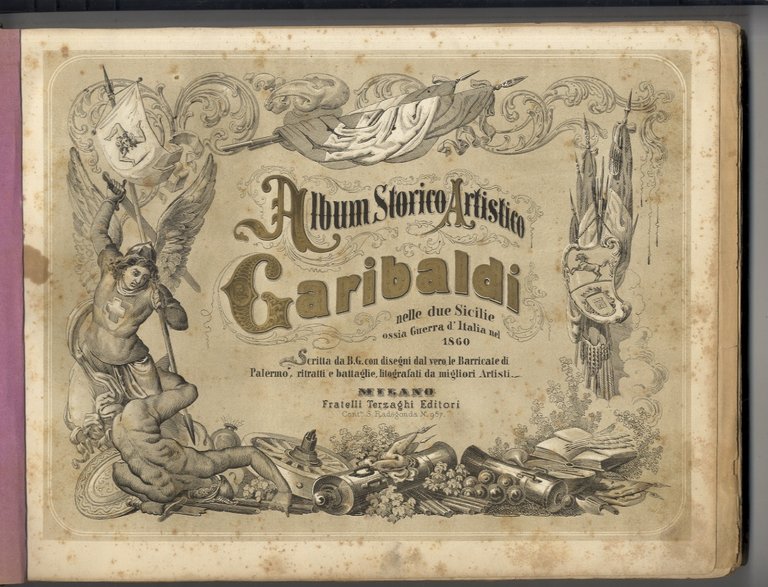 Album Storico Artistico
Garibaldi
nelle due Sicilie
ossia Guerra d'Italia nel
1860
Scritta da B.G. con disegni dal vero, le Barricate di
Palermo, ritratti e battaglie, litografati da migliori Artisti.
MILANO
Fratelli Terzaghi Editori
Cont.a S. Radegonda N. 987.